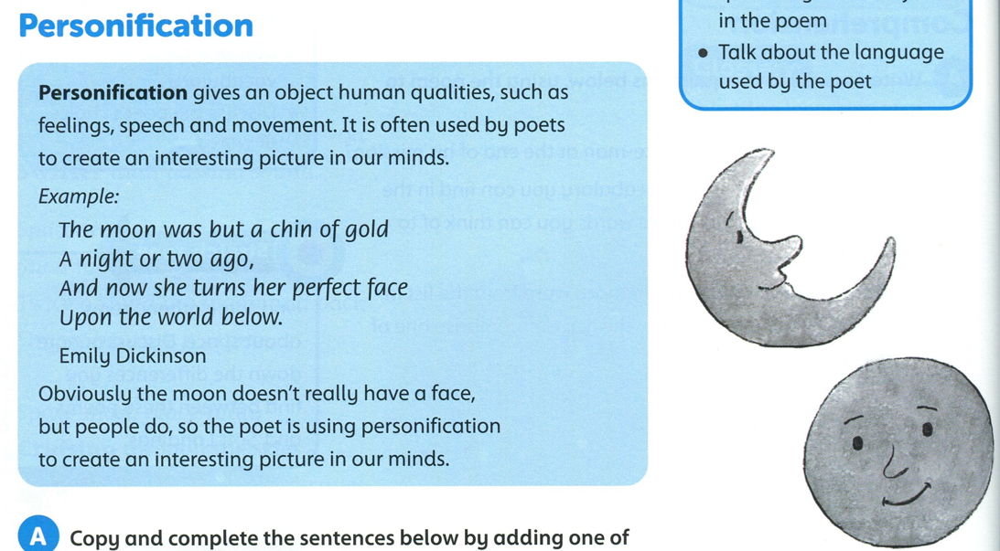 Personification
Personification gives an object human qualities, such as
feelings, speech and movement. It is often used by poets
to create an interesting picture in our minds.
Example:
The moon was but a chin of gold
A night or two ago,
And now she turns her perfect face
Upon the world below.
Emily Dickinson
Obviously the moon doesn't really have a face,
but people do, so the poet is using personification
to create an interesting picture in our minds.
in the poem
● Talk about the language
used by the poet
A Copy and complete the sentences below by adding one of